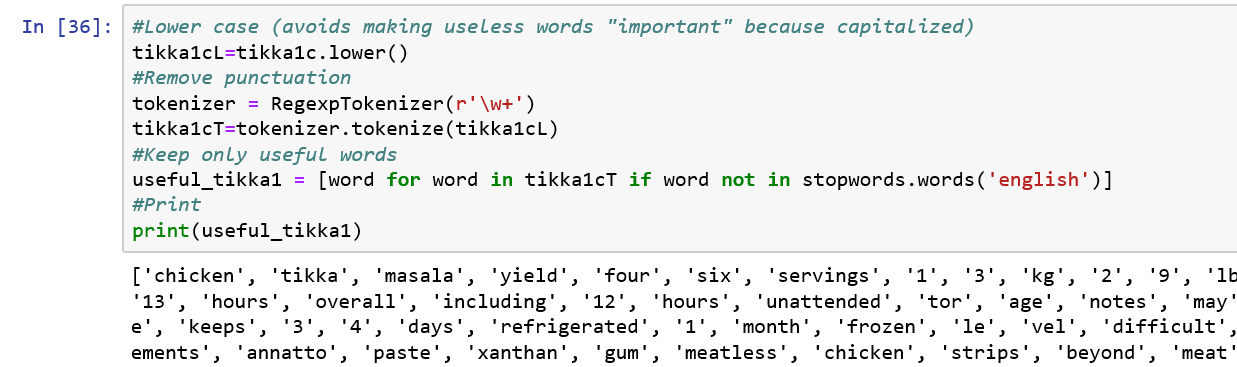 In [36]: #Lower case (avoids making useless words "important" because capitalized)
tikka1cL=tikka1c.lower()
#Remove punctuation
tokenizer = RegexpTokenizer(r'\w+')
tikka1cT=tokenizer.tokenize(tikka1cL)
#Keep only useful words
useful_tikka1 = [word for word in tikka1cT if word not in stopwords.words('english')]
#Print
print(useful_tikka1)
['chicken', 'tikka', 'masala', 'yield', 'four', 'six', 'servings', '1', '3', 'kg', '2', '9', 'lb
'13', 'hours', 'overall', 'including', '12', 'hours', 'unattended', 'tor', 'age', 'notes', 'may'
e', 'keeps', '3', '4', 'days', 'refrigerated', '1', 'month', 'frozen', 'le', 'vel', 'difficult',
ements', 'annatto', 'paste', 'xanthan', 'gum', 'meatless', 'chicken', 'strips', 'beyond', 'meat'